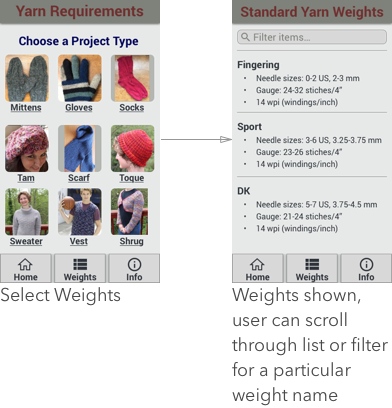 Yarn Requirements
Choose a Project Type
Mittens
Gloves
Socks
Tam
Scarf
Toque
Sweater
Vest
Shrug
Home
Weights
Info
Select Weights
Standard Yarn Weights
Filter items...
Fingering
• Needle sizes: 0-2 US, 2-3 mm
• Gauge: 24-32 stiches/4"
• 14 wpi (windings/inch)
Sport
• Needle sizes: 3-6 US, 3.25-3.75 mm
• Gauge: 23-26 stiches/4"
• 14 wpi (windings/inch)
DK
• Needle sizes: 5-7 US, 3.75-4.5 mm
• Gauge: 21-24 stiches/4"
• 14 wpi (windings/inch)
Home
Weights
Info
Weights shown,
user can scroll
through list or filter
for a particular
weight name